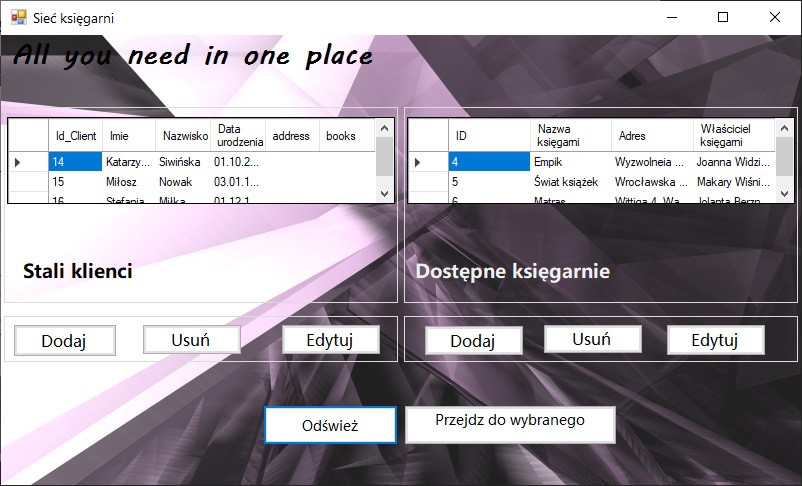 Sieć księgarni
All you need in one place
Id_Client Imie Nazwisko Data urodzenia address books
14 Katarzy... Siwińska 01.10.2...
15 Miłosz Nowak 03.01.1...
16 Stefania Miłka 01.12.1
ID Nazwa księgarni Adres Właściciel księgarni
4 Empik Wyzwolneia ... Joanna Widzi...
5 Świat książek Wrocławska ... Makary Wiśni...
6 Matras Wittiga 4, Wa... Jolanta Berzn...
Stali klienci
Dostępne księgarnie
Dodaj Usuń Edytuj
Dodaj Usuń Edytuj
Odśwież Przejdz do wybranego